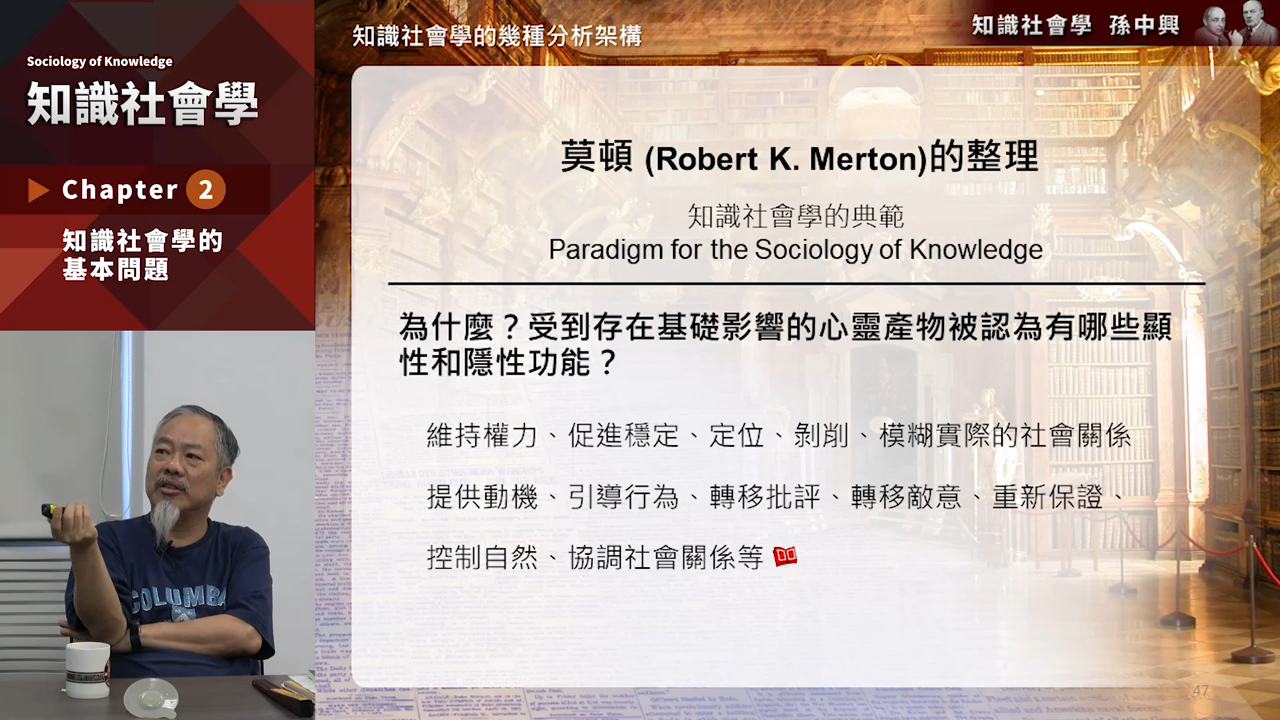 Sociology of Knowledge
知識社會學
Chapter 2
知識社會學的
基本問題
知識社會學的幾種分析架構
知識社會學 孫中興
莫頓 (Robert K. Merton)的整理
知識社會學的典範
Paradigm for the Sociology of Knowledge
為什麼？受到存在基礎影響的心靈產物被認為有哪些顯
性和隱性功能？
維持權力、促進穩定、定位、剝削、模糊實際的社會關係
提供動機、引導行為、轉移批評、轉移敵意、重新保證、
控制自然、協調社會關係等
COLUMBA
47